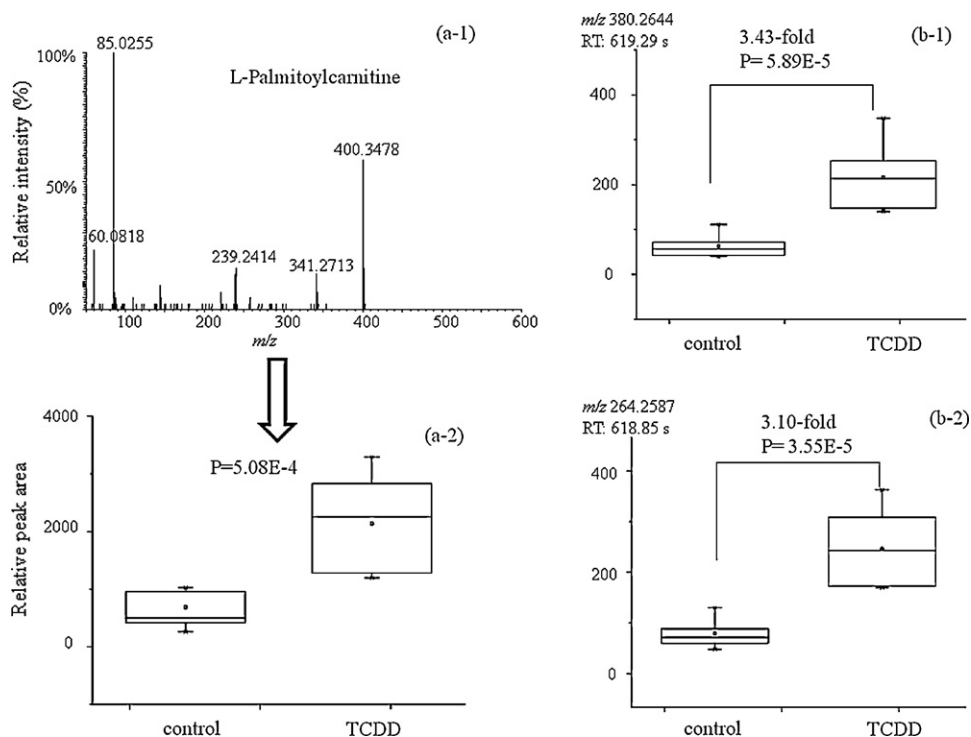 (a-1)
85.0255
100%
L-Palmitoylcarnitine
400.3478
50%
60.0818
239.2414
341.2713
0%
100 200 300 400 500 600
m/z
Relative intensity (%)
m/z 380.2644
RT: 619.29 s
(b-1)
3.43-fold
P= 5.89E-5
400
200
0
control TCDD
4000
(a-2)
P=5.08E-4
2000
0
Relative peak area
control TCDD
m/z 264.2587
RT: 618.85 s
(b-2)
3.10-fold
P= 3.55E-5
400
200
0
control TCDD